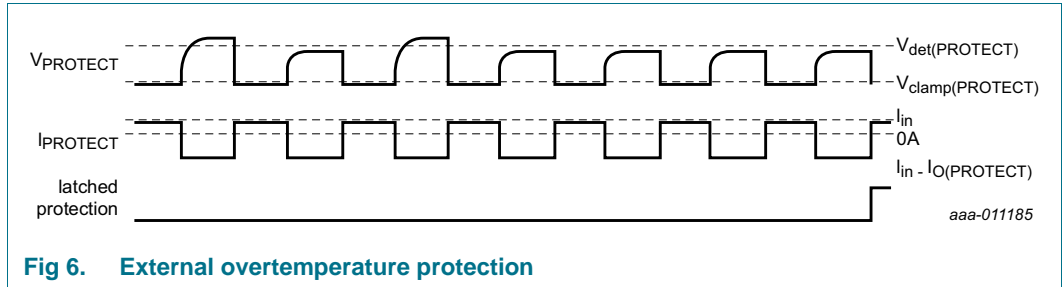 VPROTECT
Vdet(PROTECT)
Vclamp(PROTECT)
IPROTECT
Iin
0A
Iin - IO(PROTECT)
latched
protection
aaa-011185
Fig 6. External overtemperature protection